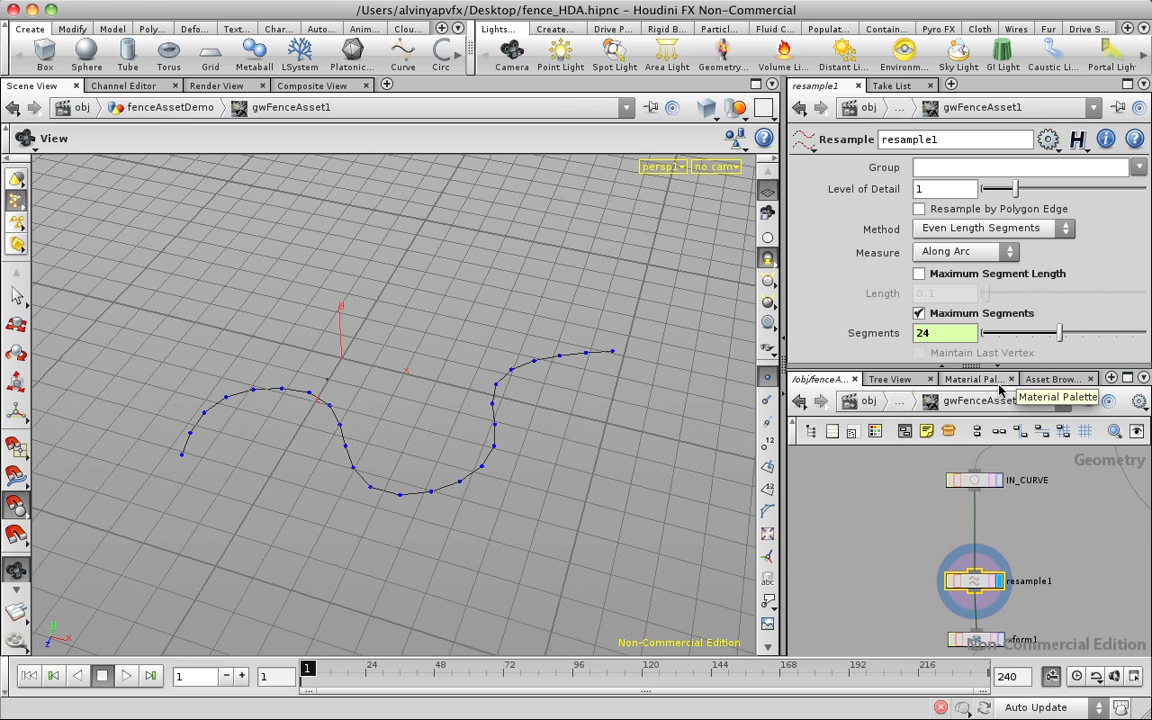 /Users/alvinyapvfx/Desktop/fence_HDA.hipnc – Houdini FX Non-Commercial
Create Modify Model Poly... Defo... Text... Char... Auto... Anim... Clou...
Lights... Create... Drive P... Rigid B... Particl... Fluid C... Populat... Contain... Pyro FX Cloth Wires Fur Drive S...
Box Sphere Tube Torus Grid Metaball LSystem Platonic... Curve Circ
Camera Point Light Spot Light Area Light Geometry... Volume Li... Distant Li... Environm... Sky Light GI Light Caustic Li... Portal Ligh
Scene View Channel Editor Render View Composite View
obj fenceAssetDemo gwFenceAsset1
View
persp1 no cam
y
x
Non-Commercial Edition
resample1 Take List
obj ... gwFenceAsset1
Resample resample1
Group
Level of Detail 1
Resample by Polygon Edge
Method Even Length Segments
Measure Along Arc
Maximum Segment Length
Length 0.1
Maximum Segments
Segments 24
Maintain Last Vertex
/obj/fenceA... Tree View Material Pal... Asset Brow...
Material Palette
obj ... gwFenceAsset
Geometry
IN_CURVE
resample1
Non-Commercial Edition
1 1 1 24 48 72 96 120 144 168 192 216 240
Auto Update